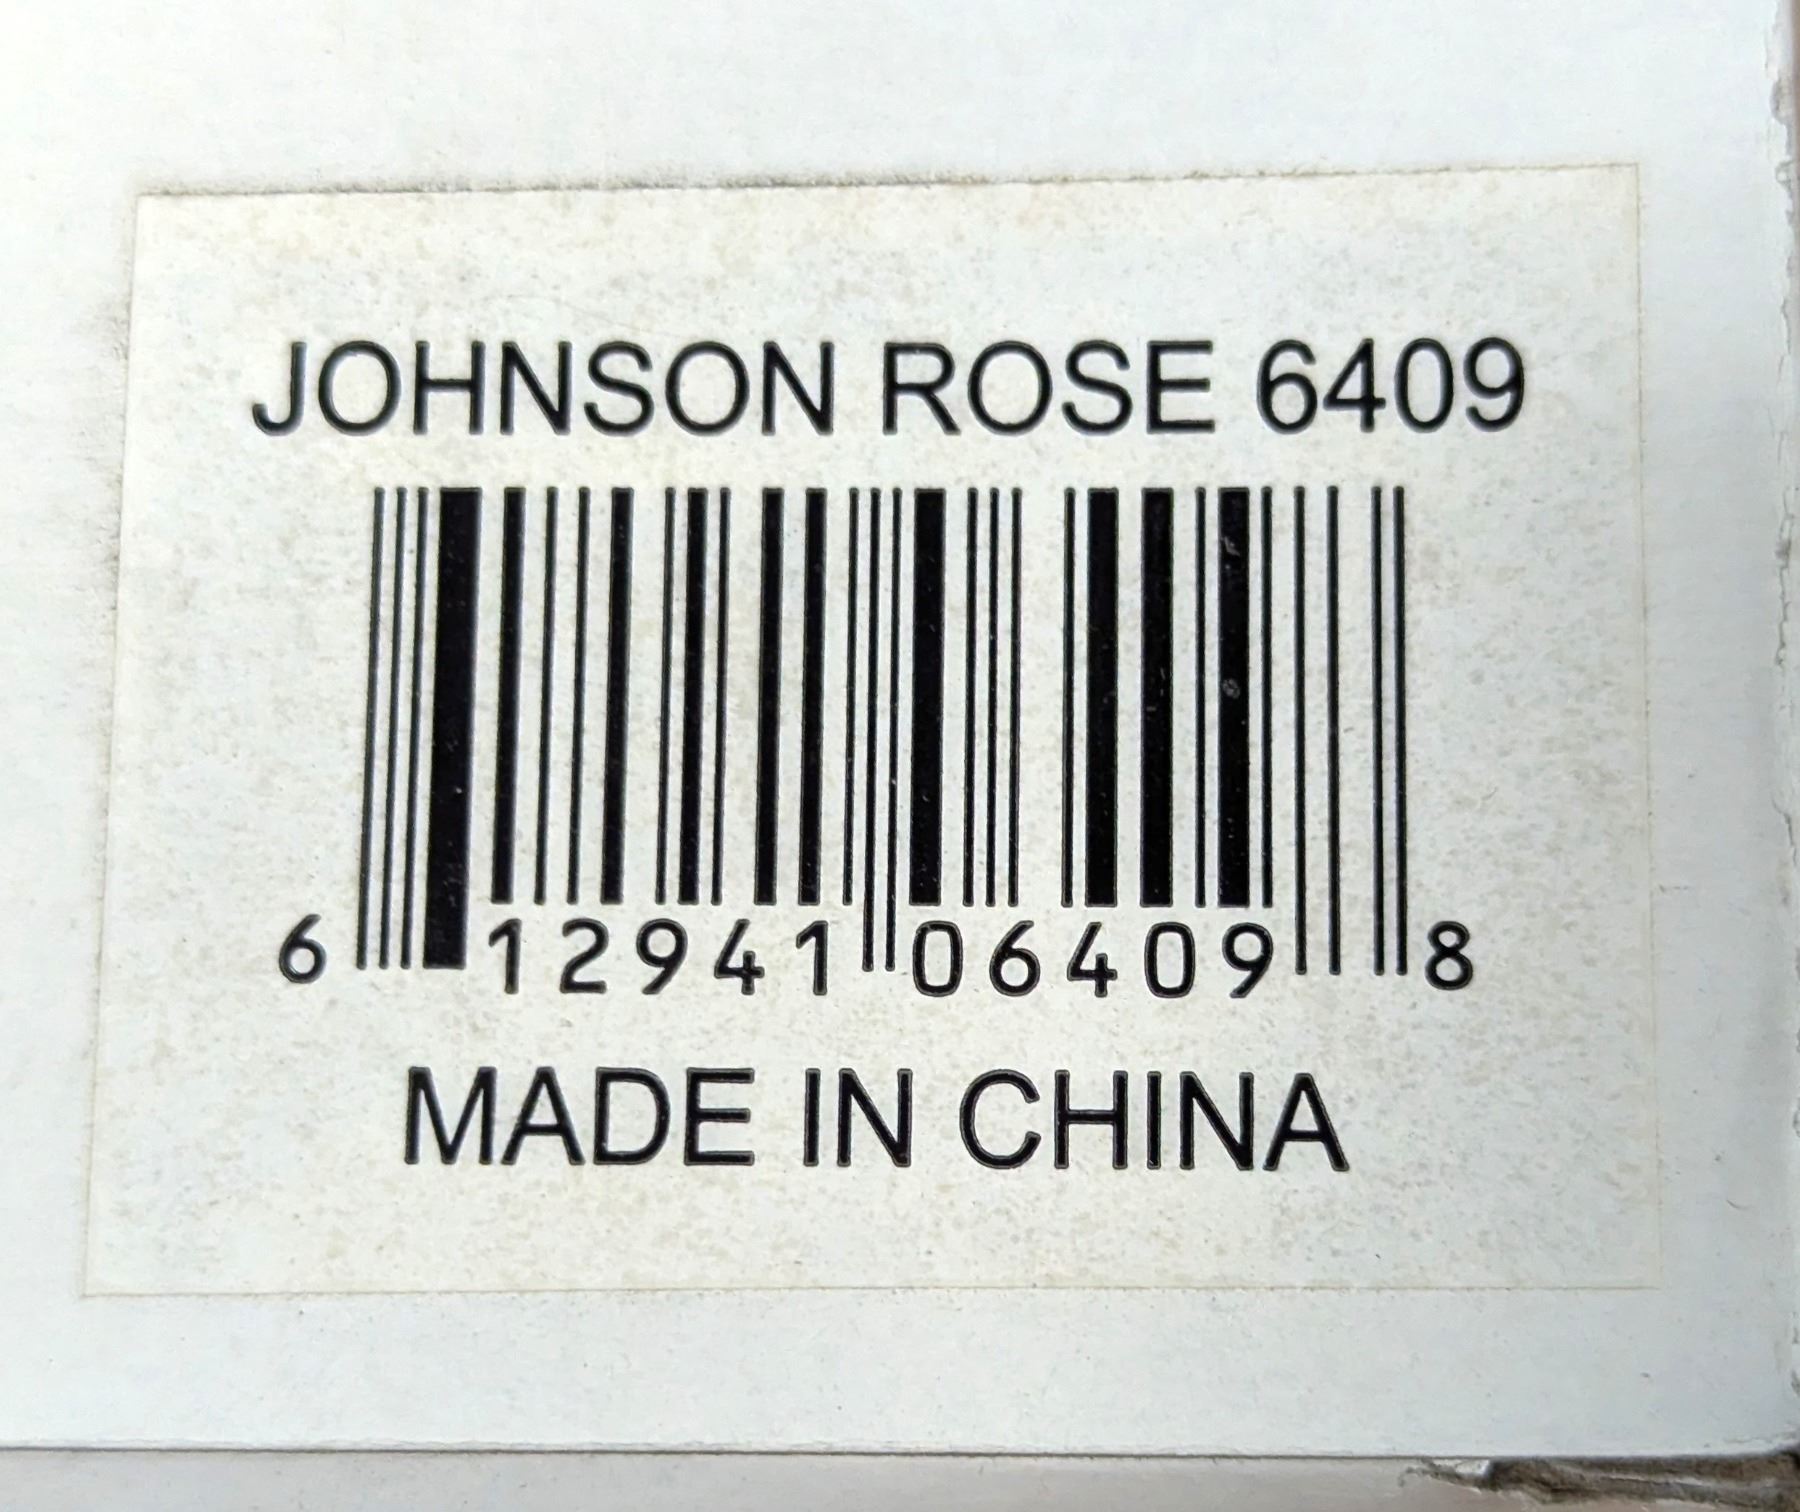 JOHNSON ROSE 6409
6 12941 06409 8
MADE IN CHINA